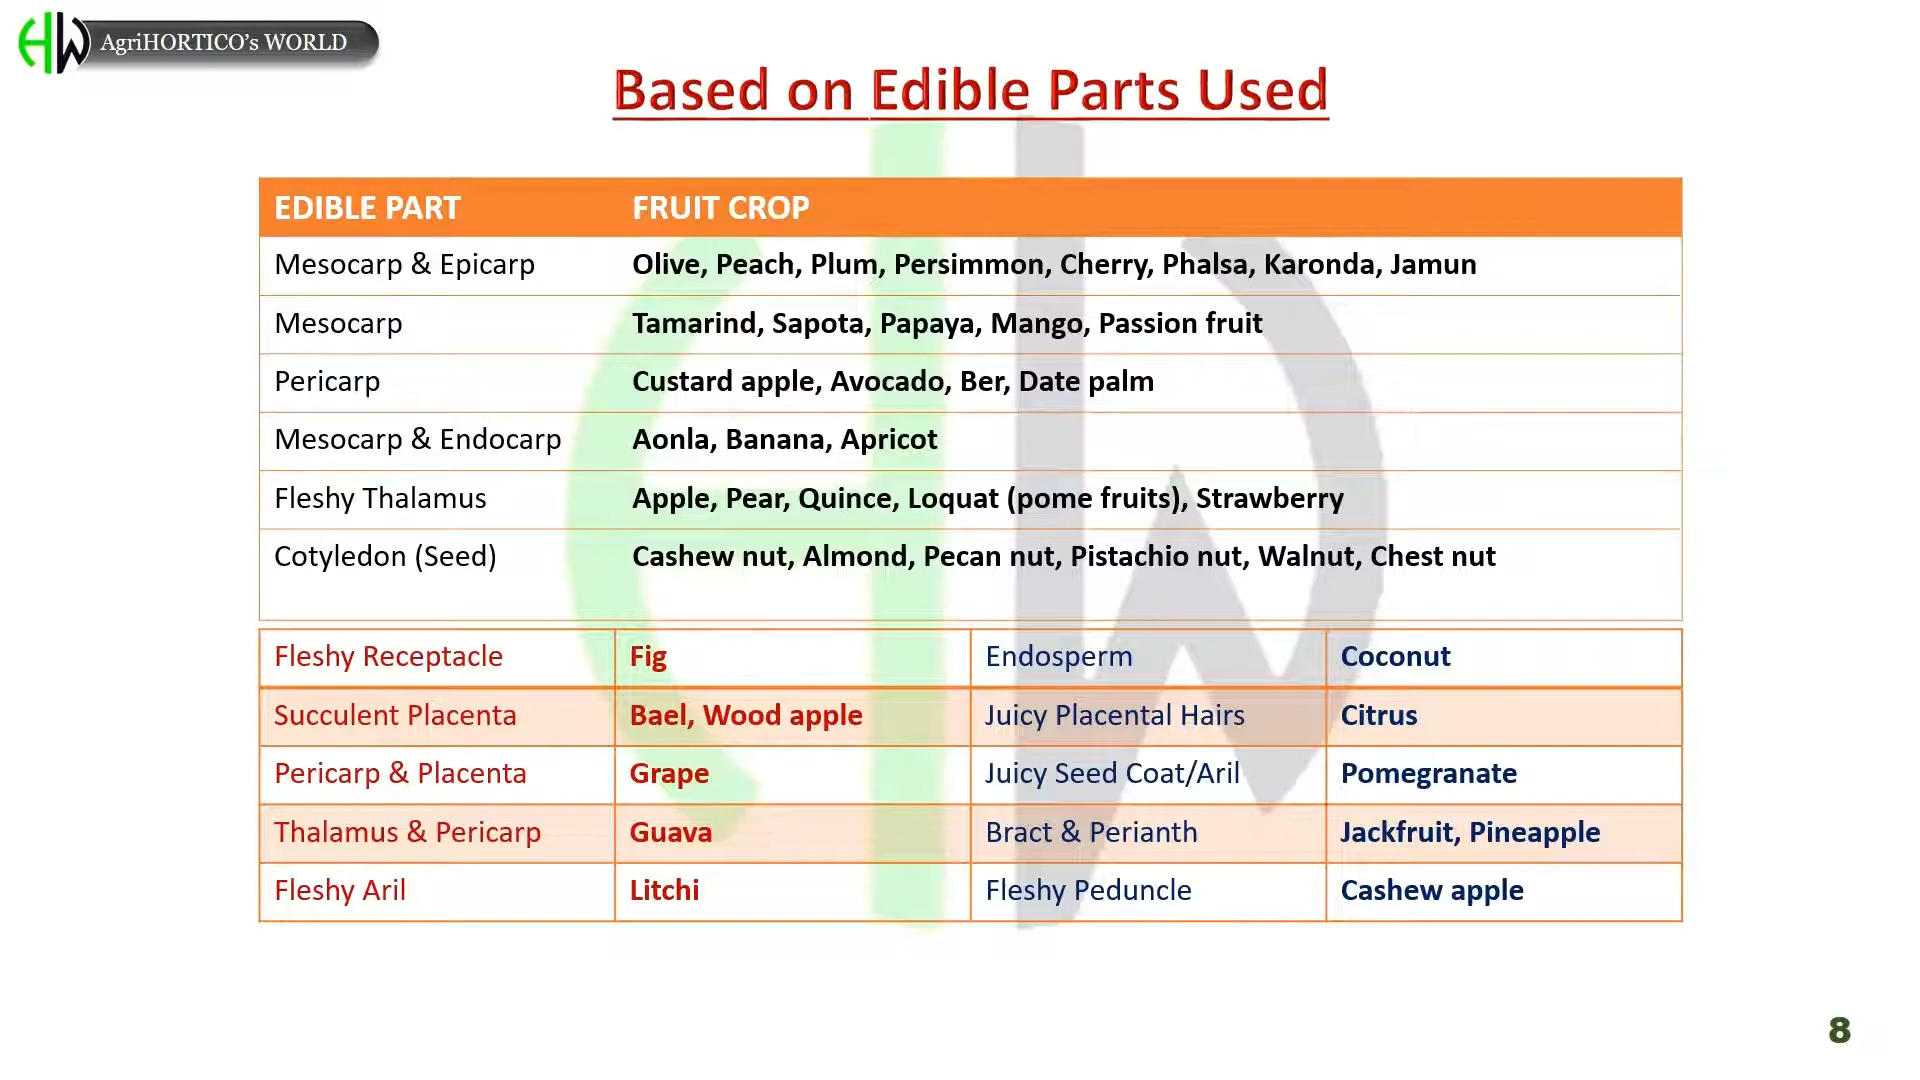 AgriHORTICO's WORLD
Based on Edible Parts Used
EDIBLE PART FRUIT CROP
Mesocarp & Epicarp Olive, Peach, Plum, Persimmon, Cherry, Phalsa, Karonda, Jamun
Mesocarp Tamarind, Sapota, Papaya, Mango, Passion fruit
Pericarp Custard apple, Avocado, Ber, Date palm
Mesocarp & Endocarp Aonla, Banana, Apricot
Fleshy Thalamus Apple, Pear, Quince, Loquat (pome fruits), Strawberry
Cotyledon (Seed) Cashew nut, Almond, Pecan nut, Pistachio nut, Walnut, Chest nut
Fleshy Receptacle Fig Endosperm Coconut
Succulent Placenta Bael, Wood apple Juicy Placental Hairs Citrus
Pericarp & Placenta Grape Juicy Seed Coat/Aril Pomegranate
Thalamus & Pericarp Guava Bract & Perianth Jackfruit, Pineapple
Fleshy Aril Litchi Fleshy Peduncle Cashew apple
8